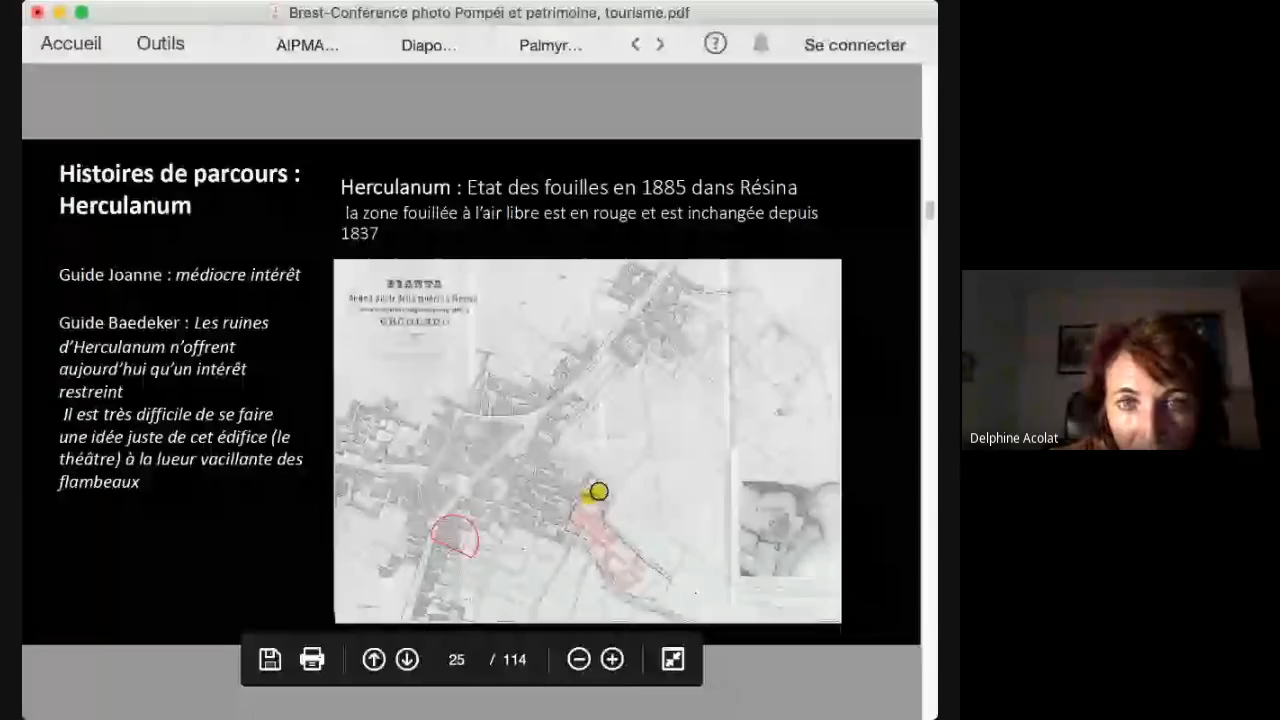 Brest-Conférence photo Pompéi et patrimoine, tourisme.pdf
Accueil
Outils
AIPMA...
Diapo...
Palmyr...
Se connecter
Histoires de parcours :
Herculanum
Herculanum : Etat des fouilles en 1885 dans Résina
la zone fouillée à l'air libre est en rouge et est inchangée depuis
1837
Guide Joanne : médiocre intérêt
Guide Baedeker : Les ruines
d'Herculanum n'offrent
aujourd'hui qu'un intérêt
restreint
Il est très difficile de se faire
une idée juste de cet édifice (le
théâtre) à la lueur vacillante des
flambeaux
PIANTA
ERCOLANO
Delphine Acolat
25 / 114